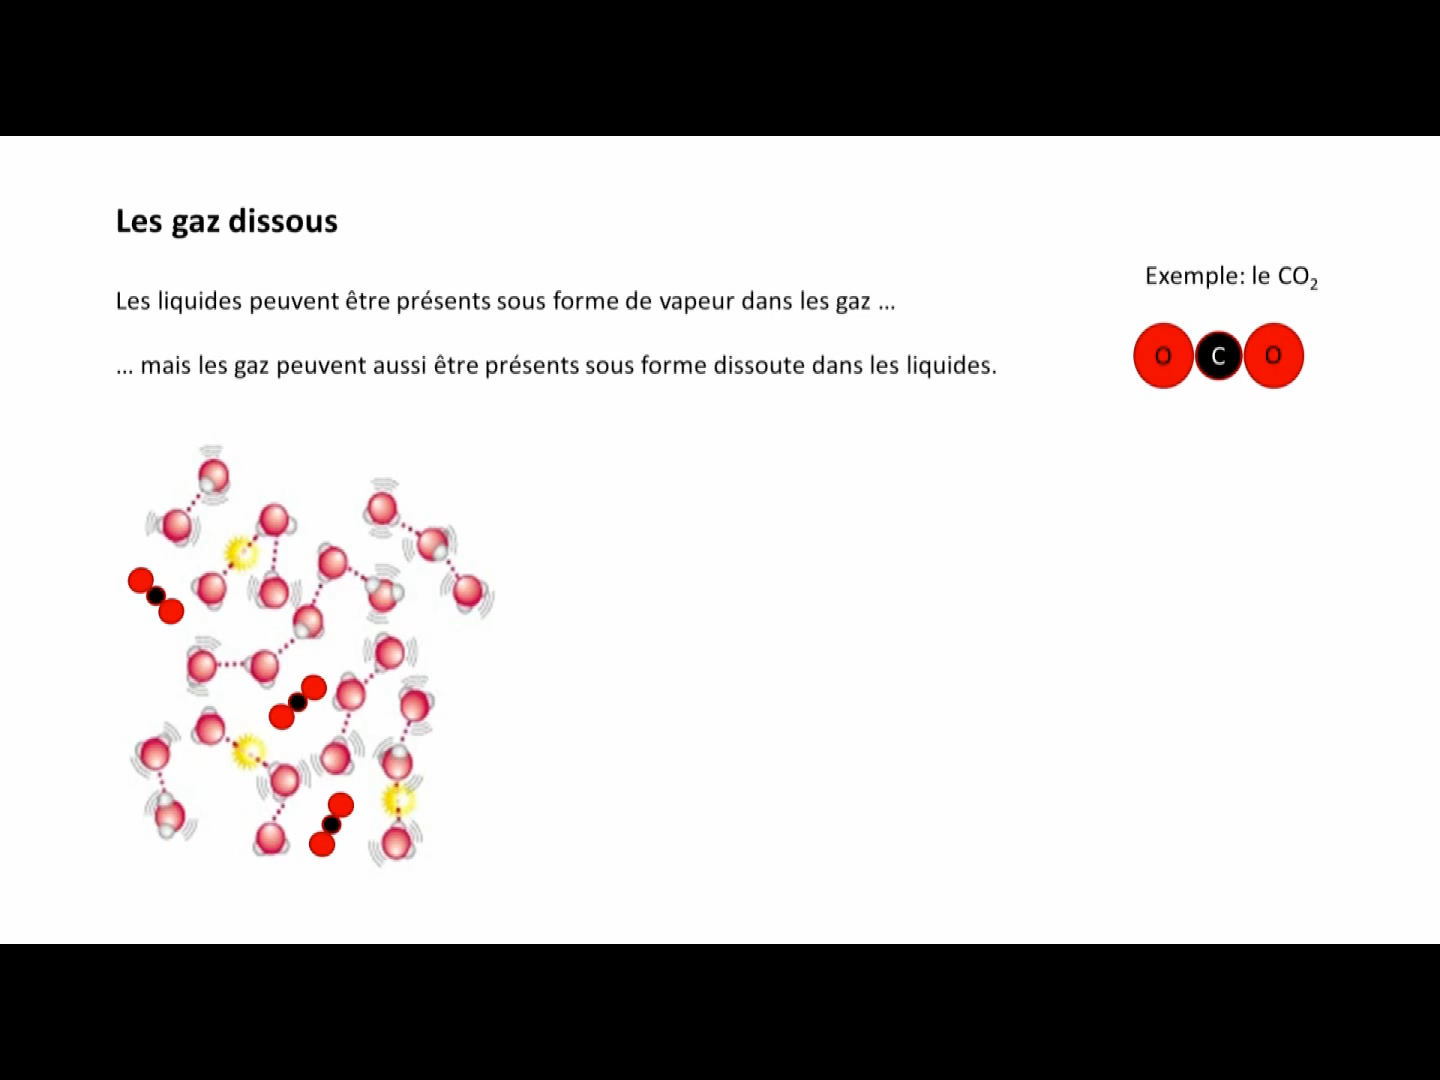 Les gaz dissous
Exemple: le CO₂
Les liquides peuvent être présents sous forme de vapeur dans les gaz ...
... mais les gaz peuvent aussi être présents sous forme dissoute dans les liquides.
O C O